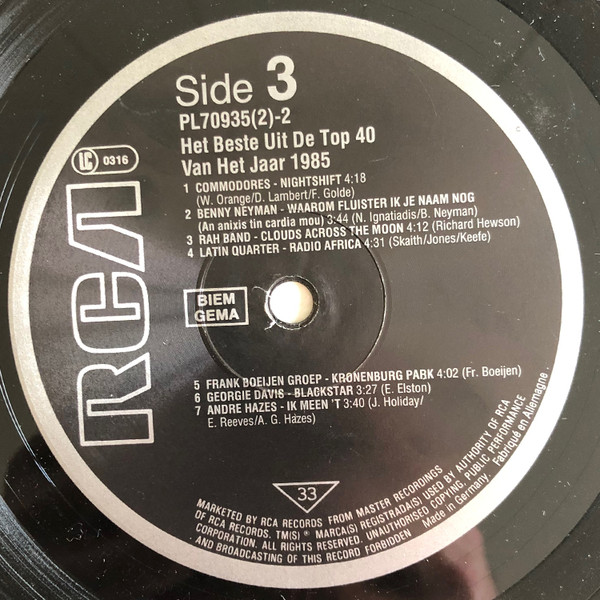 Side 3
PL70935(2)-2
Het Beste Uit De Top 40
Van Het Jaar 1985
LC 0316
RCA
1 COMMODORES - NIGHTSHIFT 4:18
(W. Orange/D. Lambert/F. Golde)
2 BENNY NEYMAN - WAAROM FLUISTER IK JE NAAM NOG
(An anixis tin cardia mou) 3:44 (N. Ignatiadis/B. Neyman)
3 RAH BAND - CLOUDS ACROSS THE MOON 4:12 (Richard Hewson)
4 LATIN QUARTER - RADIO AFRICA 4:31 (Skaith/Jones/Keefe)
BIEM
GEMA
5 FRANK BOEIJEN GROEP - KRONENBURG PARK 4:02 (Fr. Boeijen)
6 GEORGIE DAVIS - BLACKSTAR 3:27 (E. Elston)
7 ANDRE HAZES - IK MEEN 'T 3:40 (J. Holiday/
E. Reeves/A. G. Hazes)
33
MARKETED BY RCA RECORDS FROM MASTER RECORDINGS
OF RCA RECORDS. TM(S) ® MARCA(S) REGISTRADA(S) USED BY AUTHORITY OF RCA
CORPORATION. ALL RIGHTS RESERVED. UNAUTHORISED COPYING, PUBLIC PERFORMANCE
AND BROADCASTING OF THIS RECORD FORBIDDEN Made in Germany. Fabriqué en Allemagne.